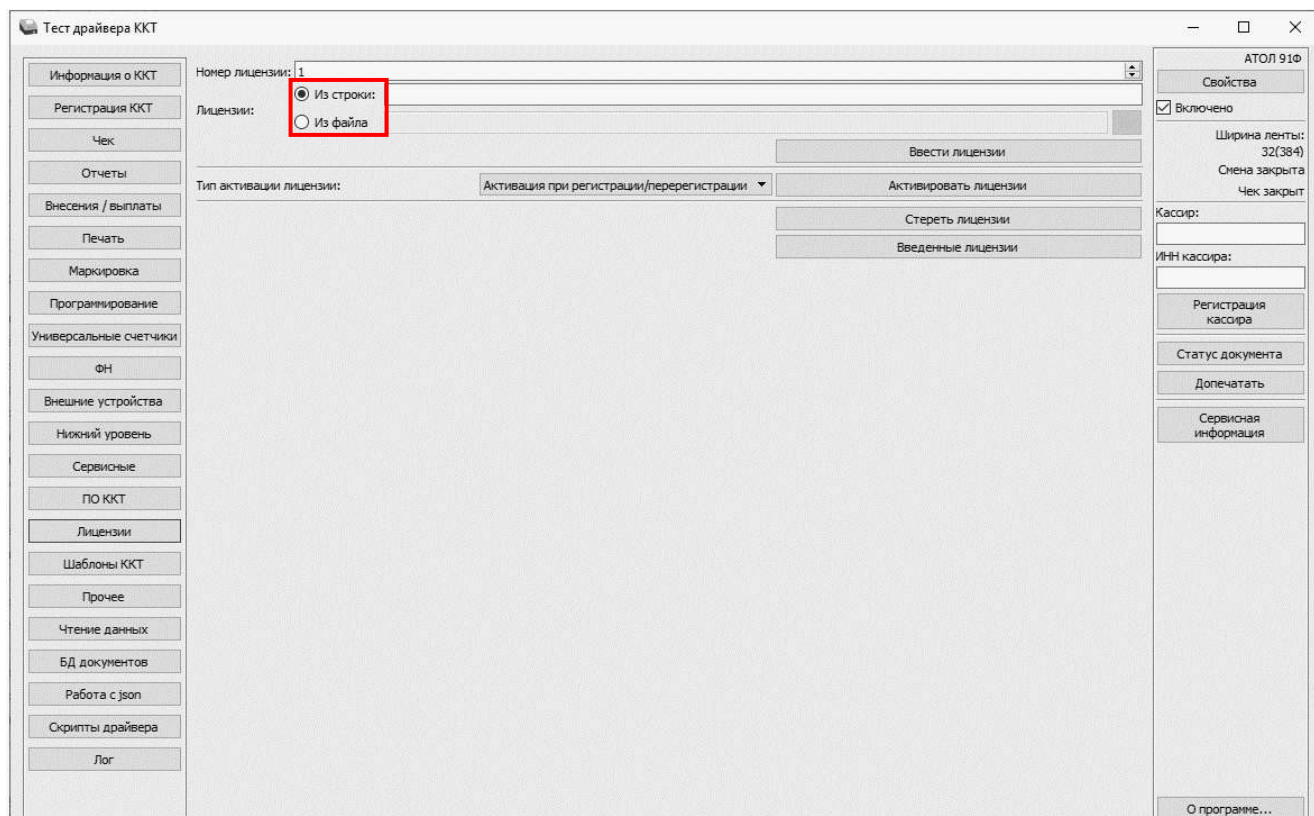 Тест драйвера ККТ
Информация о ККТ
Регистрация ККТ
Чек
Отчеты
Внесения / выплаты
Печать
Маркировка
Программирование
Универсальные счетчики
ФН
Внешние устройства
Нижний уровень
Сервисные
ПО ККТ
Лицензии
Шаблоны ККТ
Прочее
Чтение данных
БД документов
Работа с json
Скрипты драйвера
Лог
Номер лицензии: 1
Лицензии:
Из строки:
Из файла
Ввести лицензии
Тип активации лицензии: Активация при регистрации/перерегистрации Активировать лицензии
Стереть лицензии
Введенные лицензии
АТОЛ 91Ф
Свойства
Включено
Ширина ленты:
32(384)
Смена закрыта
Чек закрыт
Кассир:
ИНН кассира:
Регистрация
кассира
Статус документа
Допечатать
Сервисная
информация
О программе...